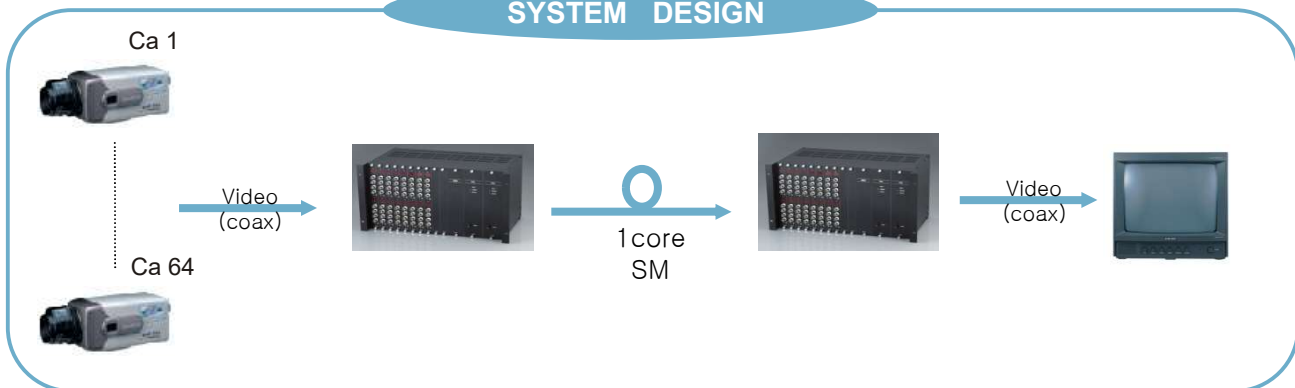 SYSTEM DESIGN
Ca 1
Video
(coax)
1core
SM
Video
(coax)
Ca 64